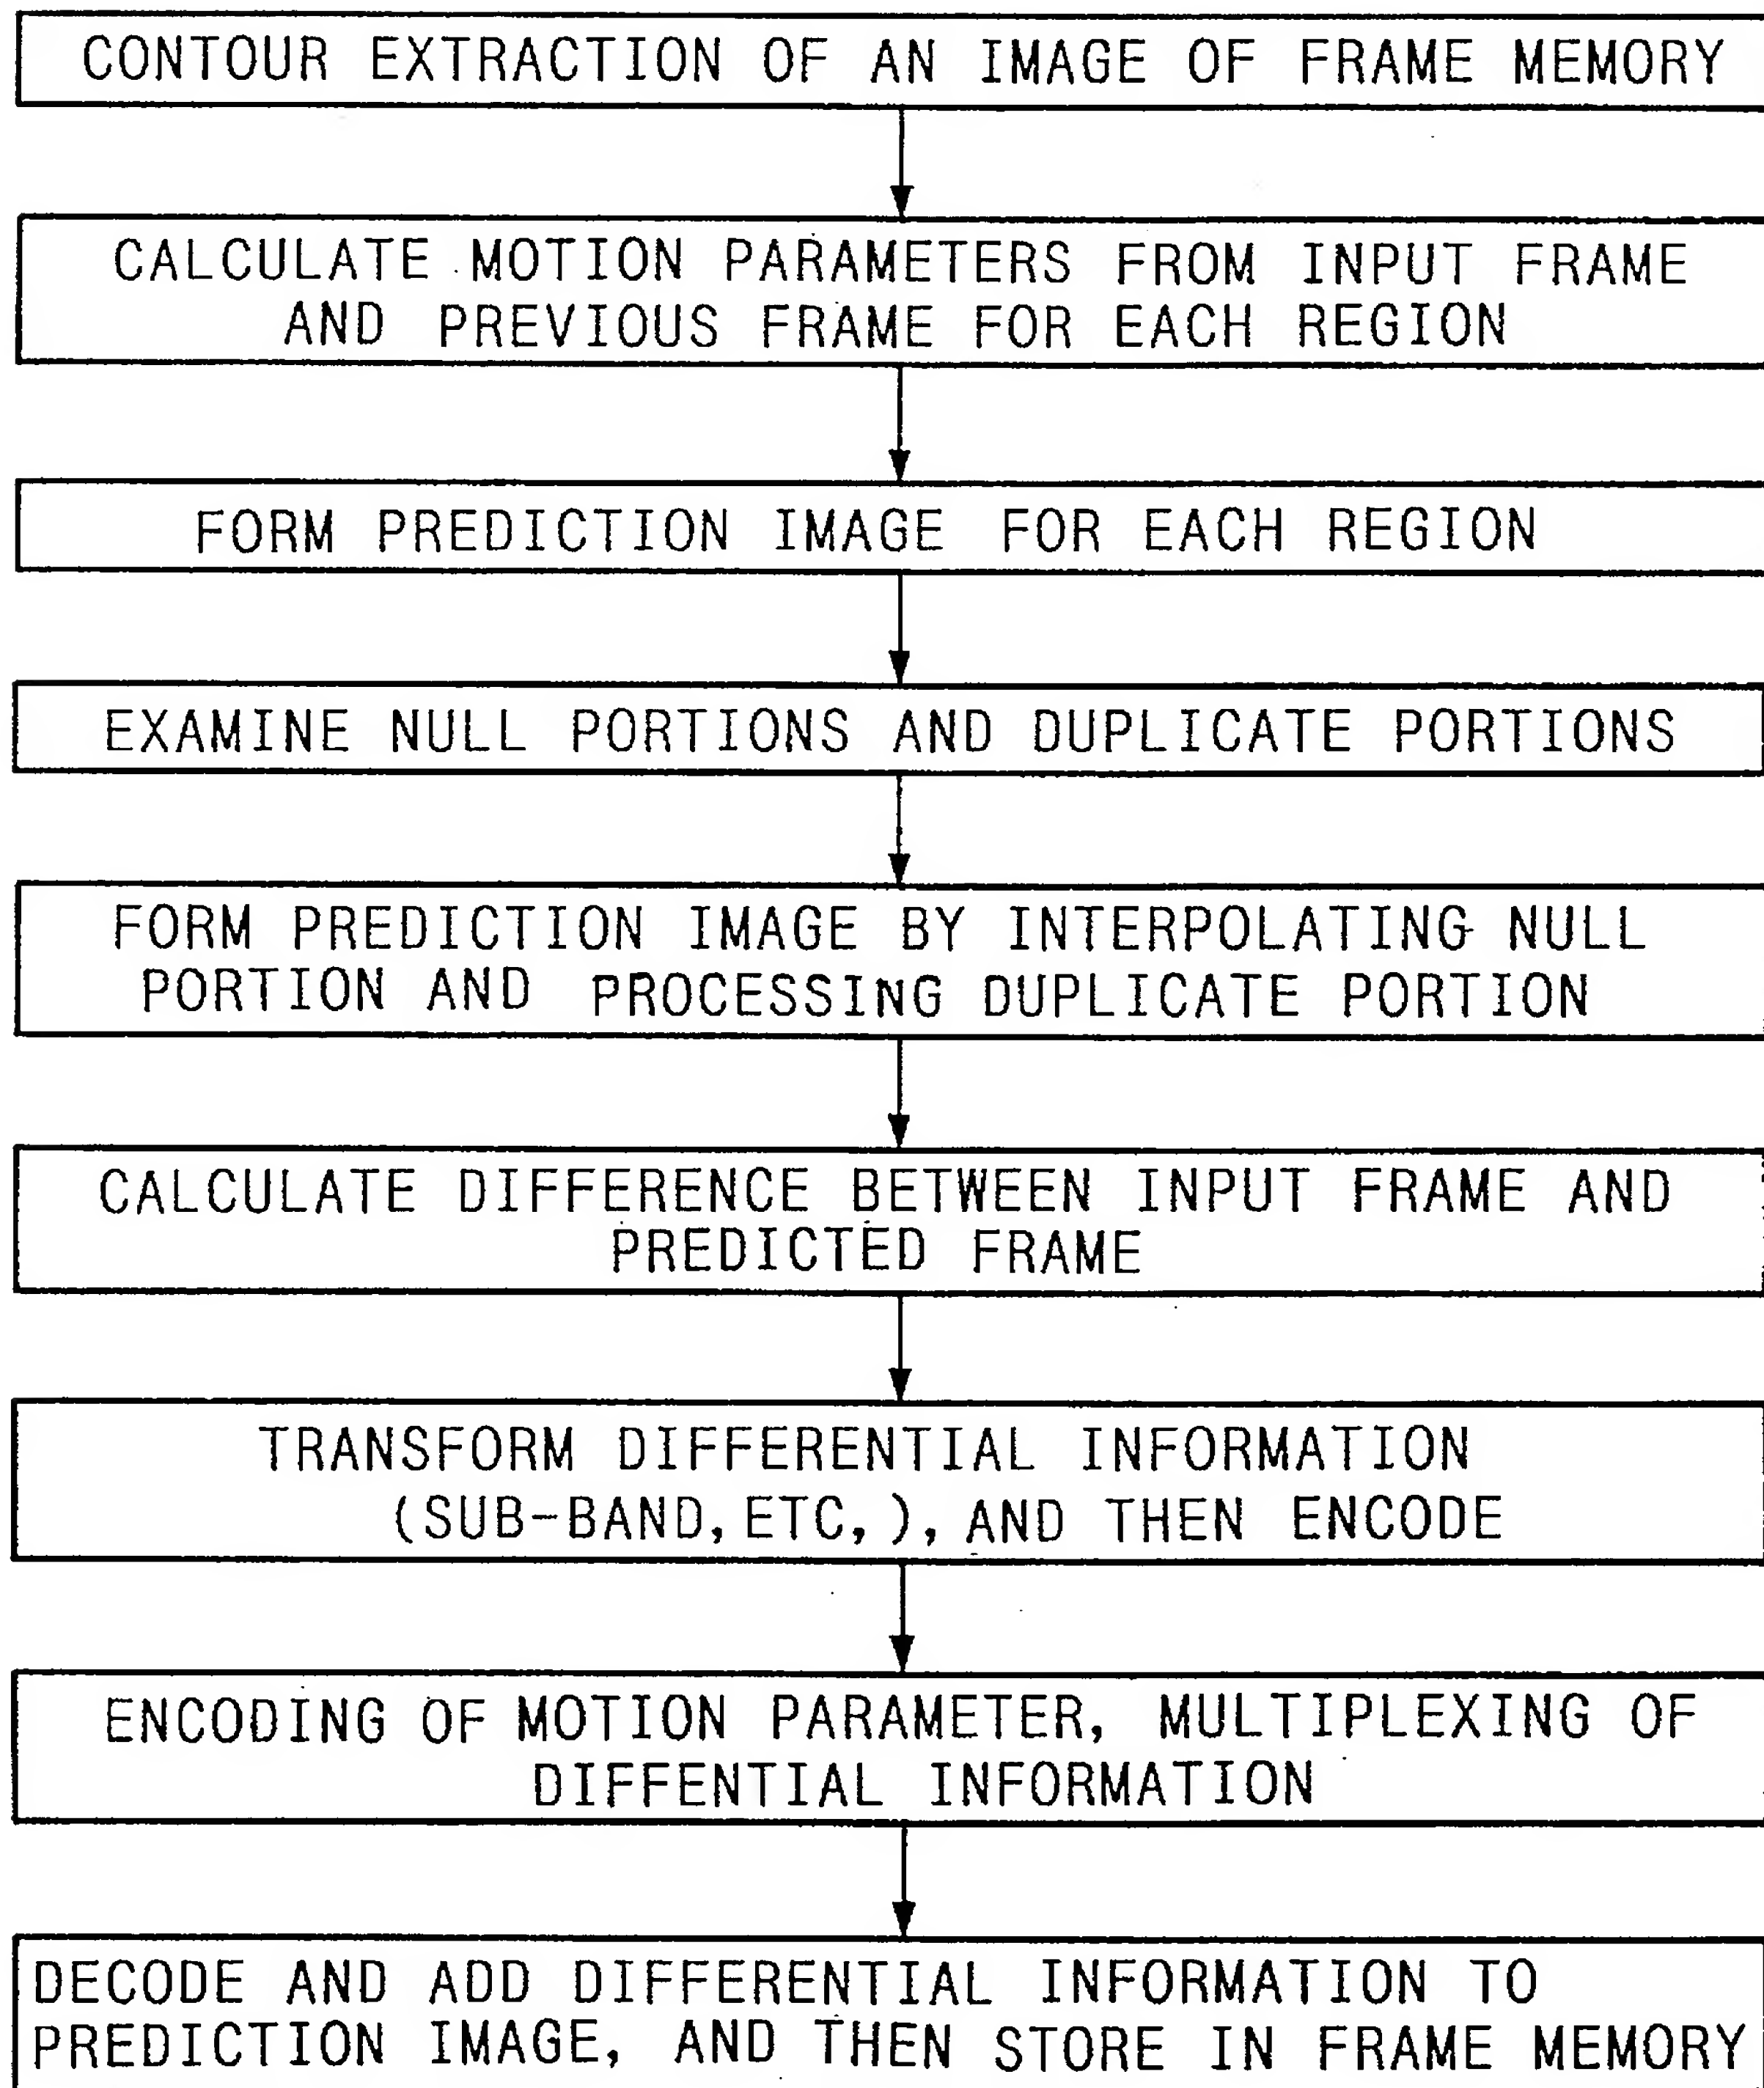 CONTOUR EXTRACTION OF AN IMAGE OF FRAME MEMORY
CALCULATE MOTION PARAMETERS FROM INPUT FRAME
AND PREVIOUS FRAME FOR EACH REGION
FORM PREDICTION IMAGE FOR EACH REGION
EXAMINE NULL PORTIONS AND DUPLICATE PORTIONS
FORM PREDICTION IMAGE BY INTERPOLATING NULL
PORTION AND PROCESSING DUPLICATE PORTION
CALCULATE DIFFERENCE BETWEEN INPUT FRAME AND
PREDICTED FRAME
TRANSFORM DIFFERENTIAL INFORMATION
(SUB-BAND, ETC, ), AND THEN ENCODE
ENCODING OF MOTION PARAMETER, MULTIPLEXING OF
DIFFENTIAL INFORMATION
DECODE AND ADD DIFFERENTIAL INFORMATION TO
PREDICTION IMAGE, AND THEN STORE IN FRAME MEMORY